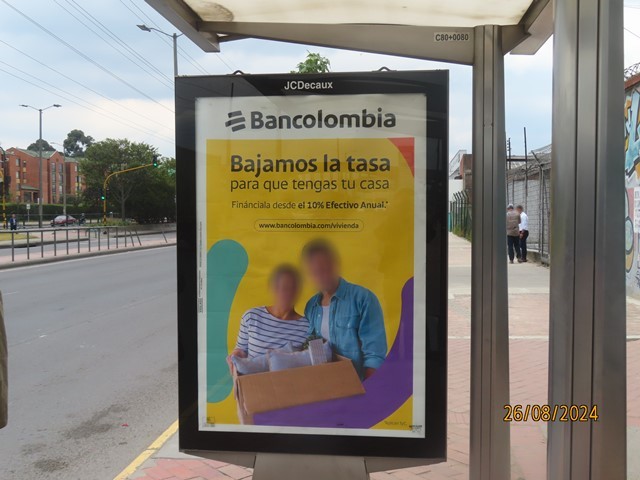 C80+0080
JCDecaux
Bancolombia
Bajamos la tasa
para que tengas tu casa
Fináncíala desde el 10% Efectivo Anual.*
www.bancolombia.com/vivienda
26/08/2024